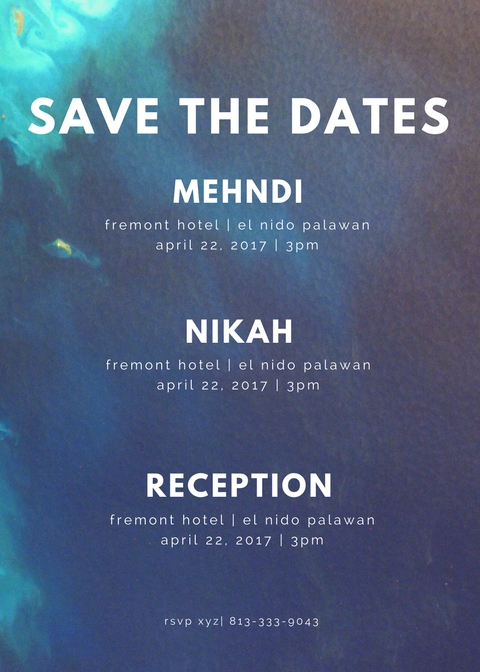 SAVE THE DATES
MEHNDI
fremont hotel | el nido palawan
april 22, 2017 | 3pm
NIKAH
fremont hotel | el nido palawan
april 22, 2017 | 3pm
RECEPTION
fremont hotel | el nido palawan
april 22, 2017 | 3pm
rsvp xyz| 813-333-9043